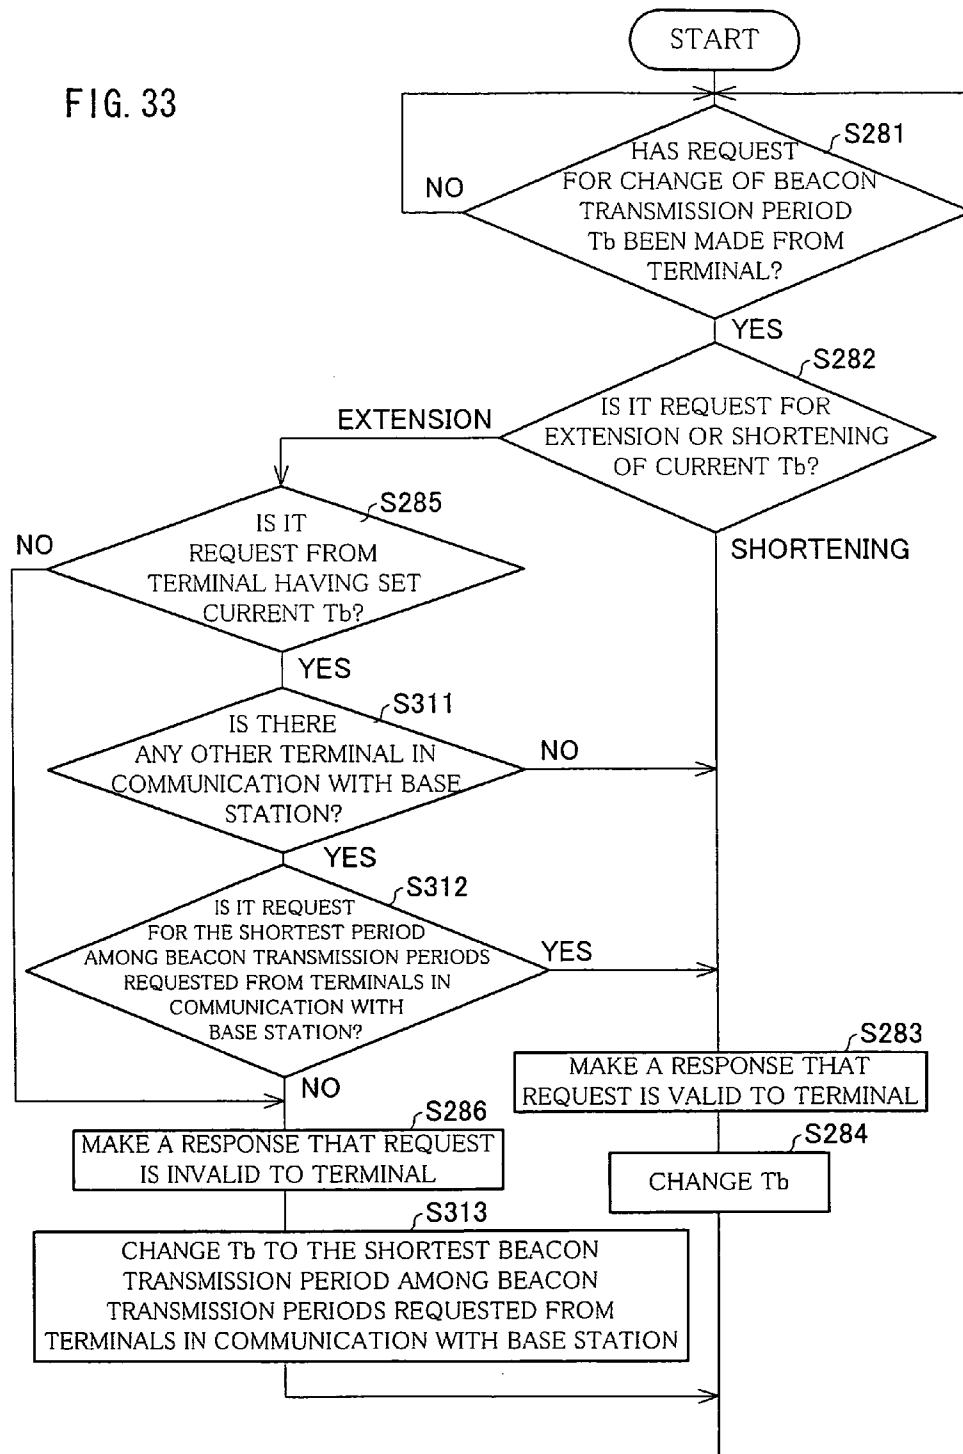 FIG. 33
START
S281
HAS REQUEST
FOR CHANGE OF BEACON
TRANSMISSION PERIOD
Tb BEEN MADE FROM
TERMINAL?
NO
YES
S282
IS IT REQUEST FOR
EXTENSION OR SHORTENING
OF CURRENT Tb?
EXTENSION
SHORTENING
S285
IS IT
REQUEST FROM
TERMINAL HAVING SET
CURRENT Tb?
NO
YES
S311
IS THERE
ANY OTHER TERMINAL IN
COMMUNICATION WITH BASE
STATION?
NO
YES
S312
IS IT REQUEST
FOR THE SHORTEST PERIOD
AMONG BEACON TRANSMISSION PERIODS
REQUESTED FROM TERMINALS IN
COMMUNICATION WITH
BASE STATION?
YES
NO
S283
MAKE A RESPONSE THAT
REQUEST IS VALID TO TERMINAL
S286
MAKE A RESPONSE THAT REQUEST
IS INVALID TO TERMINAL
S284
CHANGE Tb
S313
CHANGE Tb TO THE SHORTEST BEACON
TRANSMISSION PERIOD AMONG BEACON
TRANSMISSION PERIODS REQUESTED FROM
TERMINALS IN COMMUNICATION WITH BASE STATION